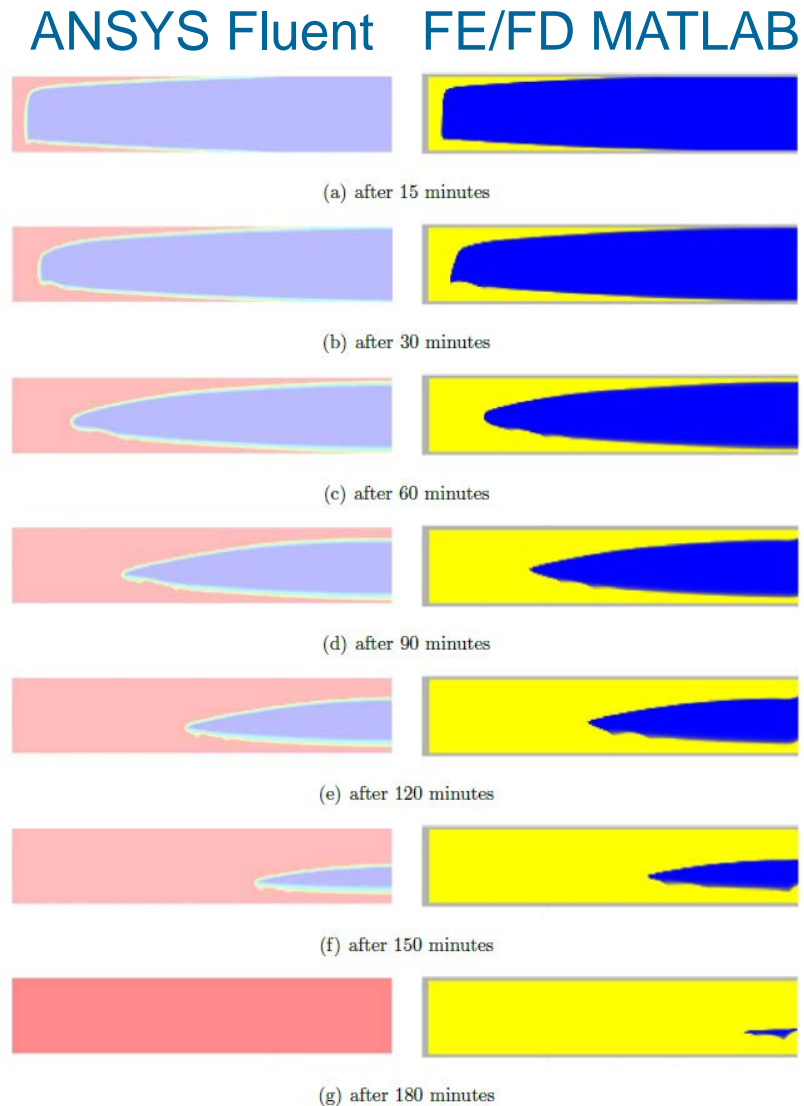 ANSYS Fluent FE/FD MATLAB
(a) after 15 minutes
(b) after 30 minutes
(c) after 60 minutes
(d) after 90 minutes
(e) after 120 minutes
(f) after 150 minutes
(g) after 180 minutes